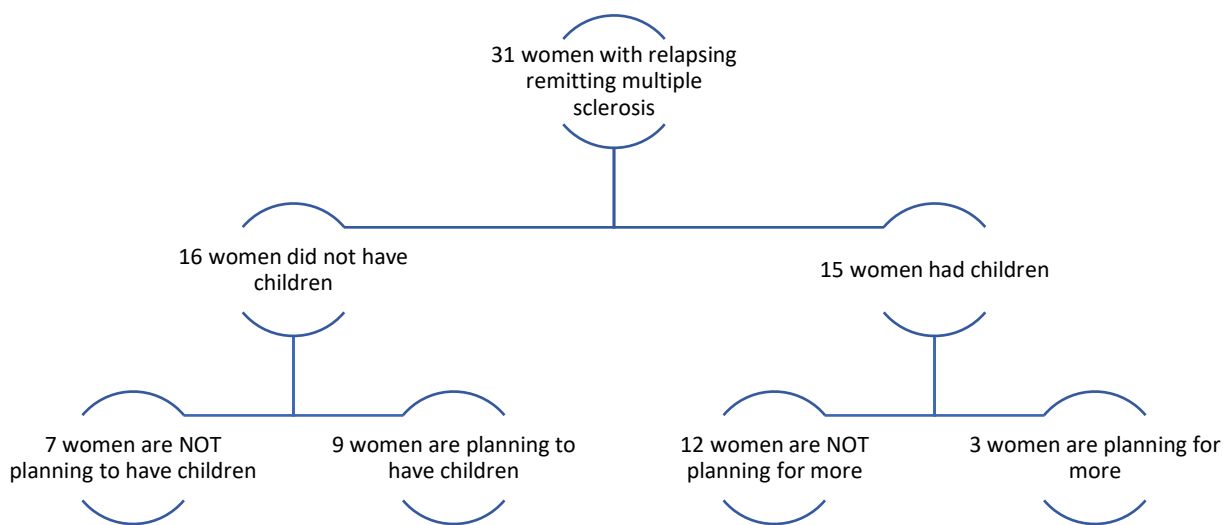 31 women with relapsing
remitting multiple
sclerosis
16 women did not have
children
15 women had children
7 women are NOT
planning to have children
9 women are planning to
have children
12 women are NOT
planning for more
3 women are planning for
more